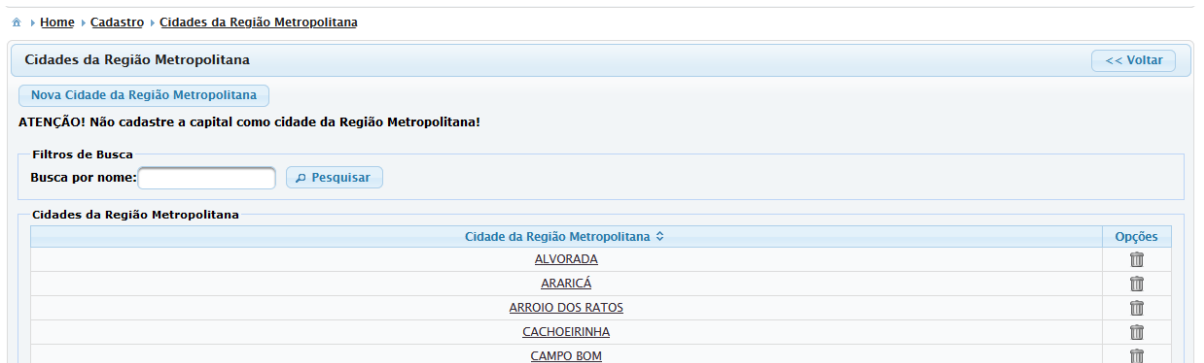 Home Cadastro Cidades da Região Metropolitana
Cidades da Região Metropolitana << Voltar
Nova Cidade da Região Metropolitana
ATENÇÃO! Não cadastre a capital como cidade da Região Metropolitana!
Filtros de Busca
Busca por nome: Pesquisar
Cidades da Região Metropolitana
Cidade da Região Metropolitana Opções
ALVORADA
ARARICÁ
ARROIO DOS RATOS
CACHOEIRINHA
CAMPO BOM